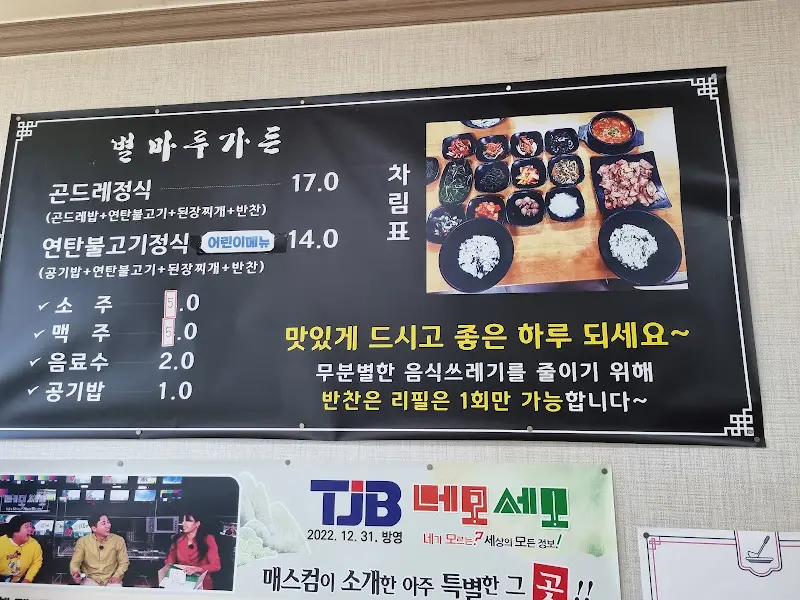 별마루가든
차림표
곤드레정식 17.0
(곤드레밥+연탄불고기+된장찌개+반찬)
연탄불고기정식 어린이메뉴 14.0
(공기밥+연탄불고기+된장찌개+반찬)
✓ 소 주 5.0
✓ 맥 주 5.0
✓ 음료수 2.0
✓ 공기밥 1.0
맛있게 드시고 좋은 하루 되세요~
무분별한 음식쓰레기를 줄이기 위해
반찬은 리필은 1회만 가능합니다~
TJB 네모세모
2022. 12. 31. 방영
네가 모르는? 세상의 모든 정보!
매스컴이 소개한 아주 특별한 그 곳!!